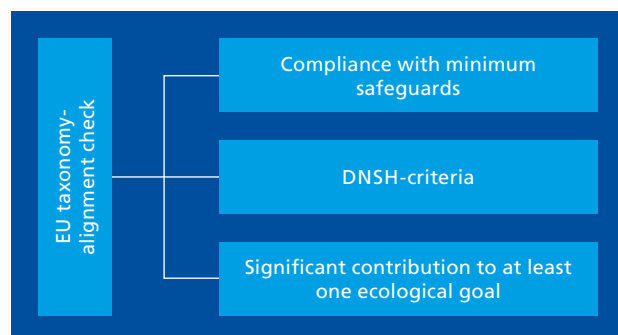 EU taxonomy-
alignment check
Compliance with minimum
safeguards
DNSH-criteria
Significant contribution to at least
one ecological goal